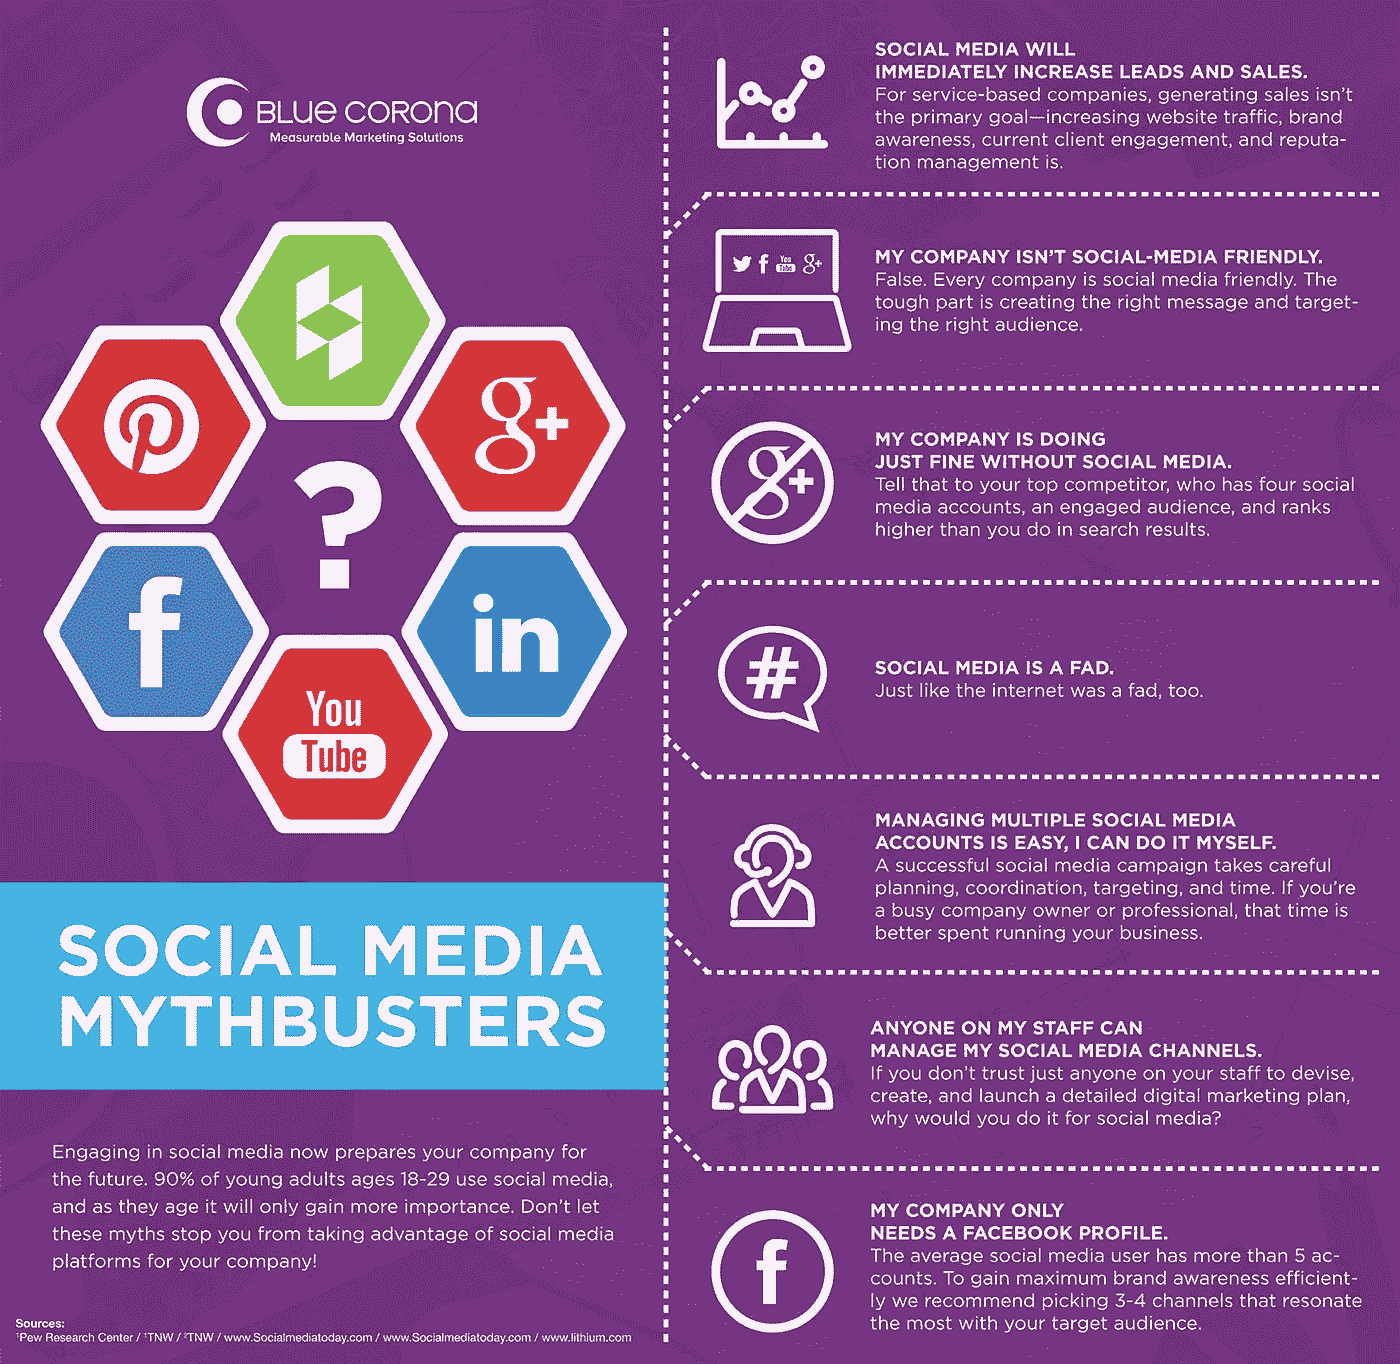 BLUE CORONA
Measurable Marketing Solutions
g+
in
You
Tube
f
?
SOCIAL MEDIA
MYTHBUSTERS
Engaging in social media now prepares your company for
the future. 90% of young adults ages 18-29 use social media,
and as they age it will only gain more importance. Don't let
these myths stop you from taking advantage of social media
platforms for your company!
Sources:
¹Pew Research Center / ¹TNW / ²TNW / www.Socialmediatoday.com / www.Socialmediatoday.com / www.lithium.com
SOCIAL MEDIA WILL
IMMEDIATELY INCREASE LEADS AND SALES.
For service-based companies, generating sales isn't
the primary goal—increasing website traffic, brand
awareness, current client engagement, and reputa-
tion management is.
f You Tube g+
MY COMPANY ISN'T SOCIAL-MEDIA FRIENDLY.
False. Every company is social media friendly. The
tough part is creating the right message and target-
ing the right audience.
g+
MY COMPANY IS DOING
JUST FINE WITHOUT SOCIAL MEDIA.
Tell that to your top competitor, who has four social
media accounts, an engaged audience, and ranks
higher than you do in search results.
#
SOCIAL MEDIA IS A FAD.
Just like the internet was a fad, too.
MANAGING MULTIPLE SOCIAL MEDIA
ACCOUNTS IS EASY, I CAN DO IT MYSELF.
A successful social media campaign takes careful
planning, coordination, targeting, and time. If you're
a busy company owner or professional, that time is
better spent running your business.
ANYONE ON MY STAFF CAN
MANAGE MY SOCIAL MEDIA CHANNELS.
If you don't trust just anyone on your staff to devise,
create, and launch a detailed digital marketing plan,
why would you do it for social media?
f
MY COMPANY ONLY
NEEDS A FACEBOOK PROFILE.
The average social media user has more than 5 ac-
counts. To gain maximum brand awareness efficient-
ly we recommend picking 3-4 channels that resonate
the most with your target audience.